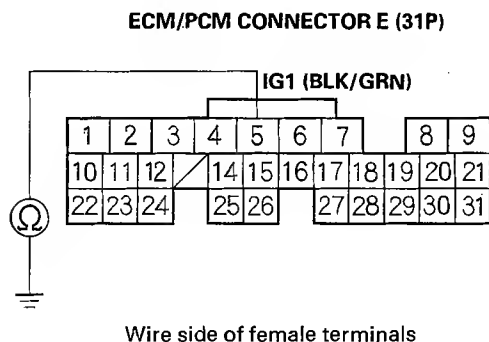 ECM/PCM CONNECTOR E (31P)
IG1 (BLK/GRN)
1 2 3 4 5 6 7 8 9
10 11 12 14 15 16 17 18 19 20 21
22 23 24 25 26 27 28 29 30 31
Ω
Wire side of female terminals